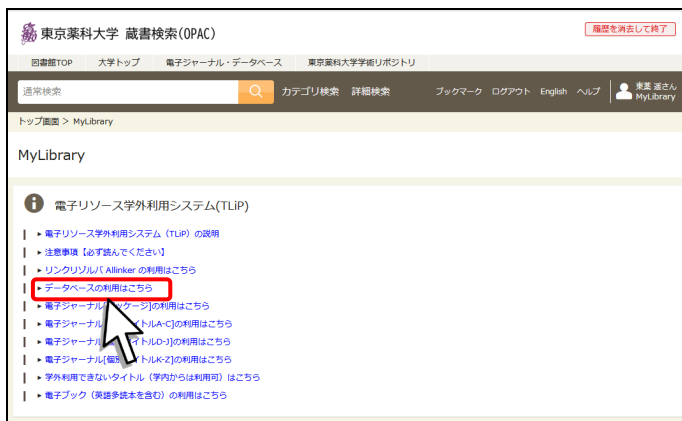 東京薬科大学 蔵書検索(OPAC)
履歴を消去して終了
図書館TOP 大学トップ 電子ジャーナル・データベース 東京薬科大学学術リポジトリ
通常検索 カテゴリ検索 詳細検索 ブックマーク ログアウト English ヘルプ 東薬 遥さん
MyLibrary
トップ画面 > MyLibrary
MyLibrary
電子リソース学外利用システム(TLiP)
電子リソース学外利用システム（TLiP）の説明
注意事項【必ず読んでください】
リンクリゾルバ Allinker の利用はこちら
データベースの利用はこちら
電子ジャーナル ケージ]の利用はこちら
電子ジャーナル イトルA-C]の利用はこちら
電子ジャーナル イトルD-J]の利用はこちら
電子ジャーナル[個別 イトルK-Z]の利用はこちら
学外利用できないタイトル（学内からは利用可）はこちら
電子ブック（英語多読本を含む）の利用はこちら